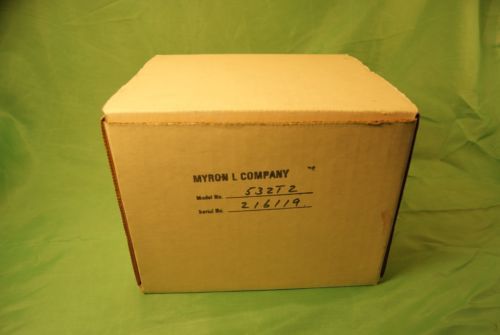 MYRON L COMPANY
Model No. 532T2
Serial No. 216119